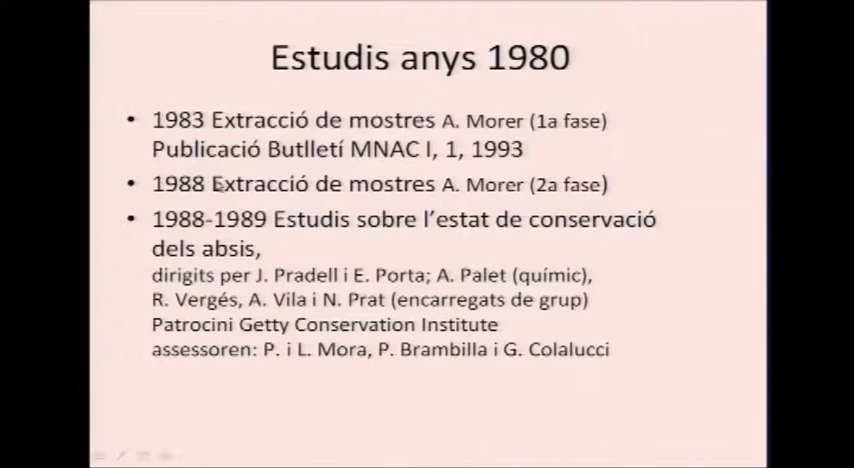 Estudis anys 1980
• 1983 Extracció de mostres A. Morer (1a fase)
Publicació Butlletí MNAC I, 1, 1993
• 1988 Extracció de mostres A. Morer (2a fase)
• 1988-1989 Estudis sobre l'estat de conservació
dels absis,
dirigits per J. Pradell i E. Porta; A. Palet (químic),
R. Vergés, A. Vila i N. Prat (encarregats de grup)
Patrocini Getty Conservation Institute
assessoren: P. i L. Mora, P. Brambilla i G. Colalucci